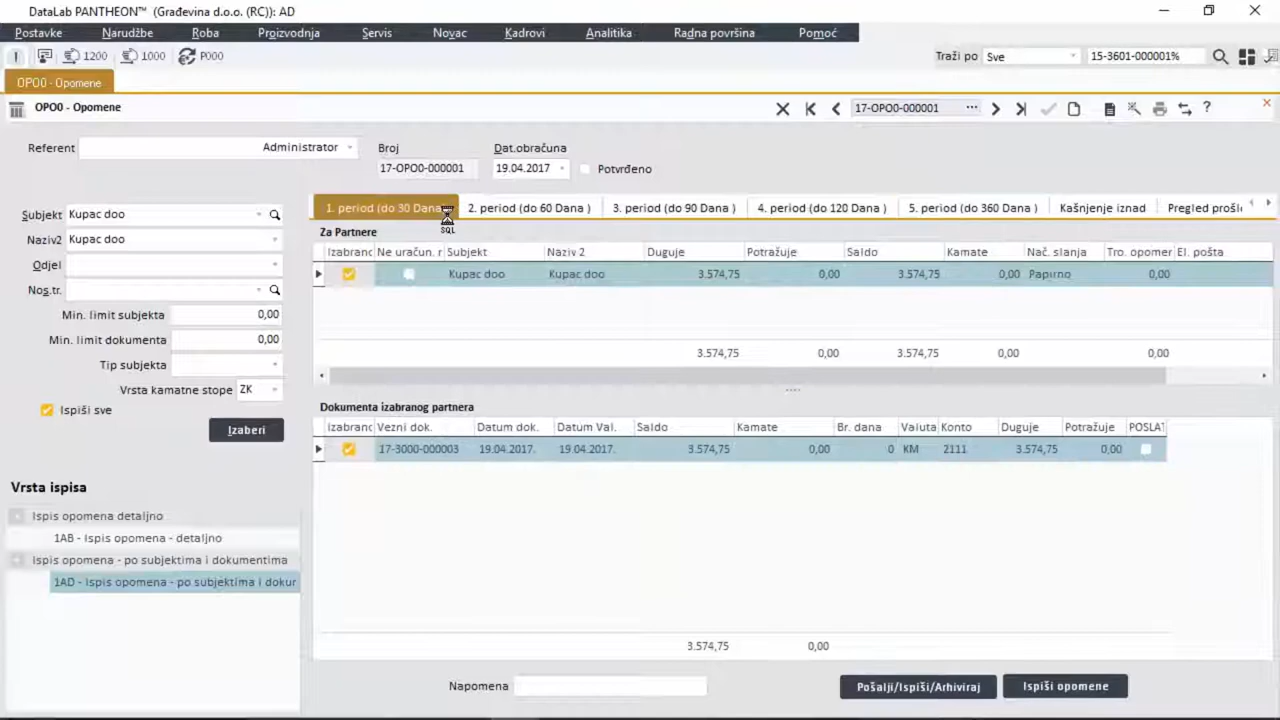 DataLab PANTHEON™ (Građevina d.o.o. (RC)): AD
Postavke Narudžbe Roba Proizvodnja Servis Novac Kadrovi Analitika Radna površina Pomoć
1200 1000 P000 Traži po Sve 15-3601-000001%
OPO0 - Opomene
OPO0 - Opomene 17-OPO0-000001 ... ?
Referent Administrator Broj Dat.obračuna
17-OPO0-000001 19.04.2017 Potvrđeno
Subjekt Kupac doo
Naziv2 Kupac doo
Odjel
Nos.tr.
Min. limit subjekta 0,00
Min. limit dokumenta 0,00
Tip subjekta
Vrsta kamatne stope ZK
Ispiši sve
Izaberi
Vrsta ispisa
Ispis opomena detaljno
1AB - Ispis opomena - detaljno
Ispis opomena - po subjektima i dokumentima
1AD - Ispis opomena - po subjektima i dokur
1. period (do 30 Dana 2. period (do 60 Dana ) 3. period (do 90 Dana ) 4. period (do 120 Dana ) 5. period (do 360 Dana ) Kašnjenje iznad Pregled prošl
SQL
Za Partnere
Izabranc Ne uračun. r Subjekt Naziv 2 Duguje Potražuje Saldo Kamate Nač. slanja Tro. opomer El. pošta
Kupac doo Kupac doo 3.574,75 0,00 3.574,75 0,00 Papirno 0,00
3.574,75 0,00 3.574,75 0,00 0,00
Dokumenta izabranog partnera
Izabranc Vezni dok. Datum dok. Datum Val. Saldo Kamate Br. dana Valuta Konto Duguje Potražuje POSLAT
17-3000-000003 19.04.2017. 19.04.2017. 3.574,75 0,00 0 KM 2111 3.574,75 0,00
3.574,75 0,00
Napomena Pošalji/Ispiši/Arhiviraj Ispiši opomene